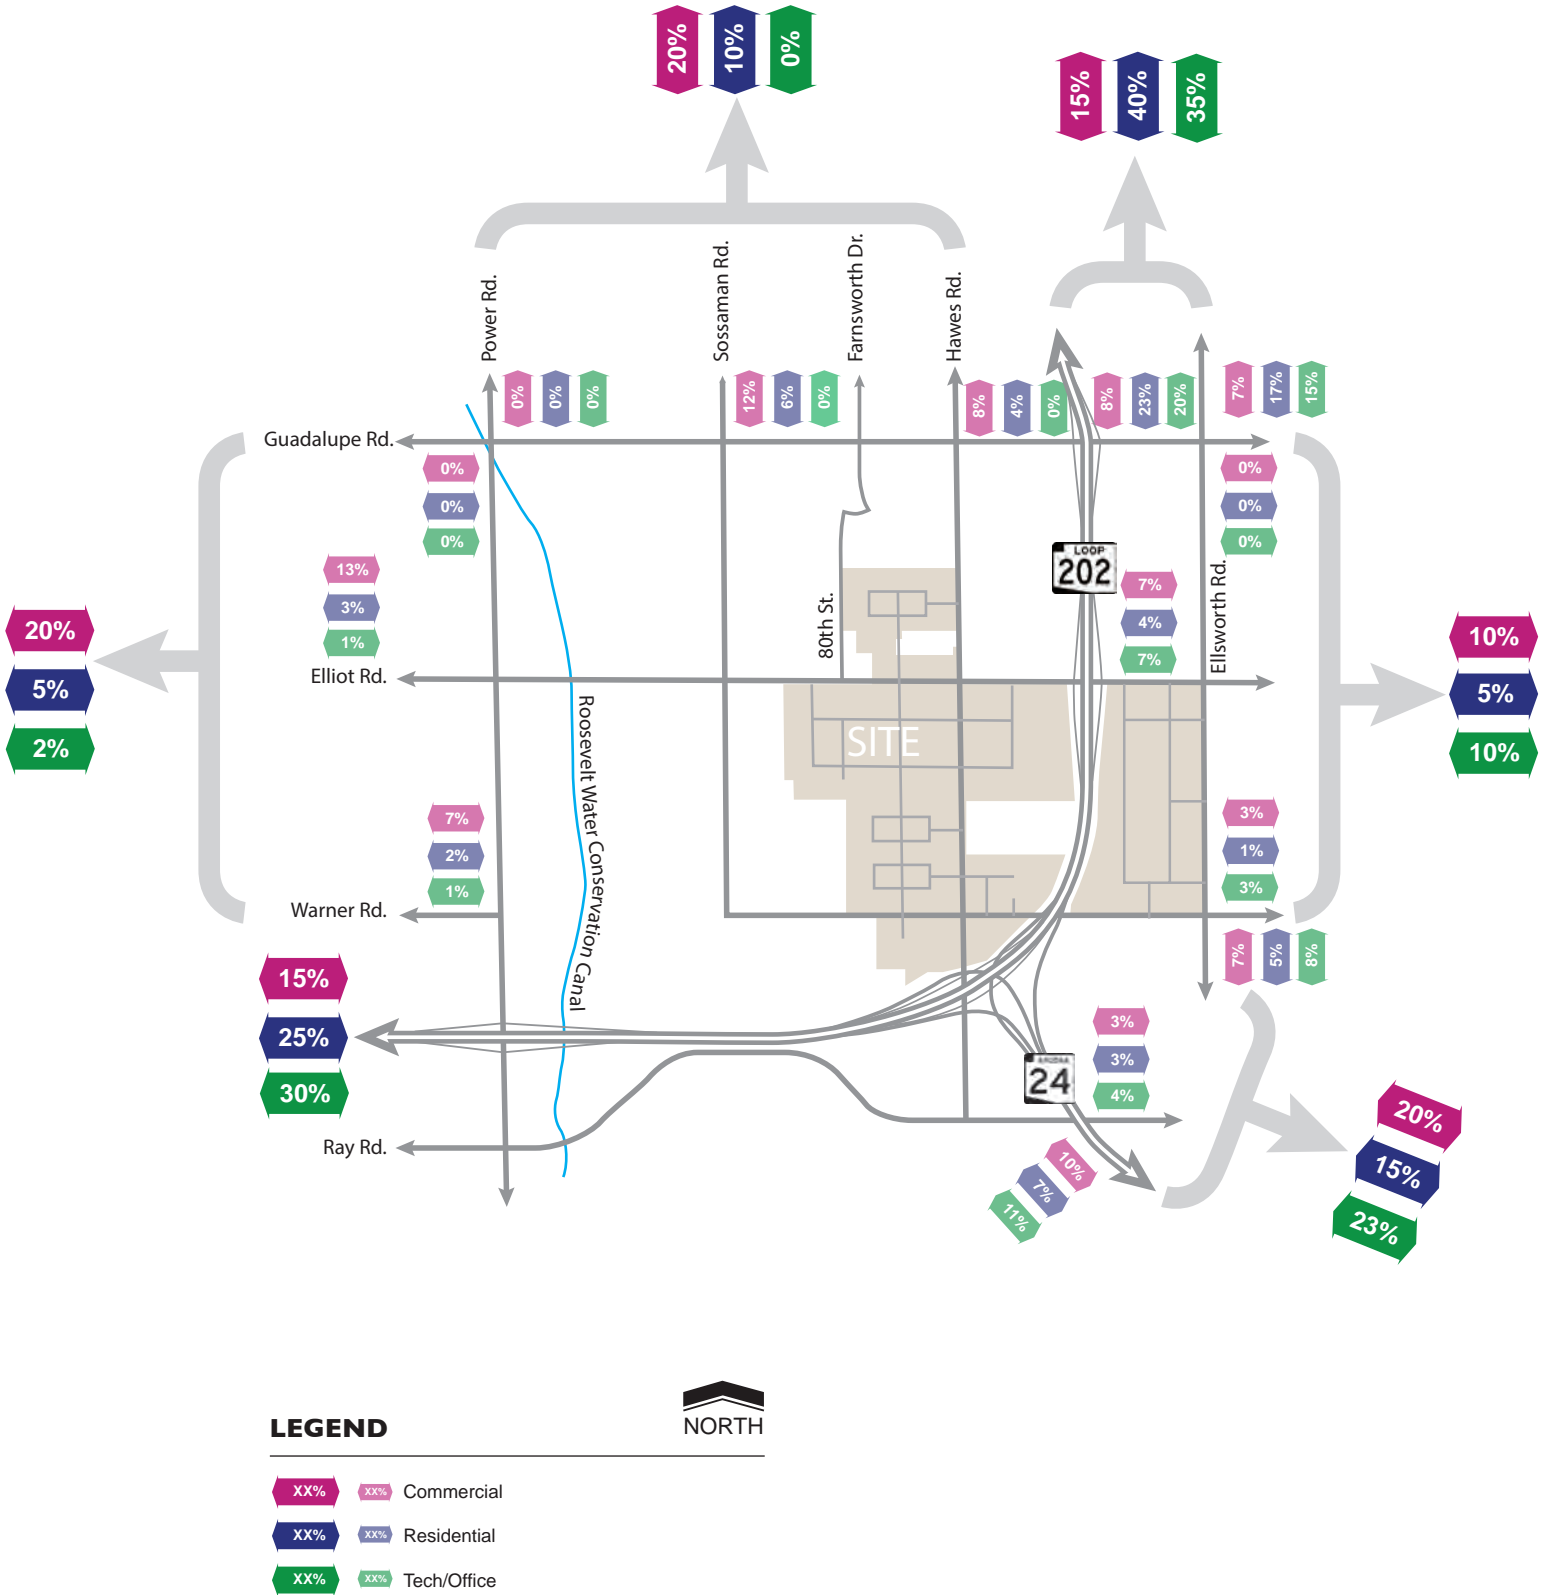 20% 10% 0%
15% 40% 35%
Power Rd.
Sossaman Rd.
Farnsworth Dr.
Hawes Rd.
0% 0% 0%
12% 6% 0%
8% 4% 0%
8% 23% 20%
7% 17% 15%
Guadalupe Rd.
0%
0%
0%
0%
0%
0%
LOOP
202
13%
3%
1%
7%
4%
7%
80th St.
Ellsworth Rd.
20%
5%
2%
10%
5%
10%
Elliot Rd.
Roosevelt Water Conservation Canal
SITE
7%
2%
1%
3%
1%
3%
Warner Rd.
7% 5% 8%
15%
25%
30%
3%
3%
4%
ARIZONA
24
Ray Rd.
10%
7%
11%
20%
15%
23%
NORTH
LEGEND
XX% XX% Commercial
XX% XX% Residential
XX% XX% Tech/Office